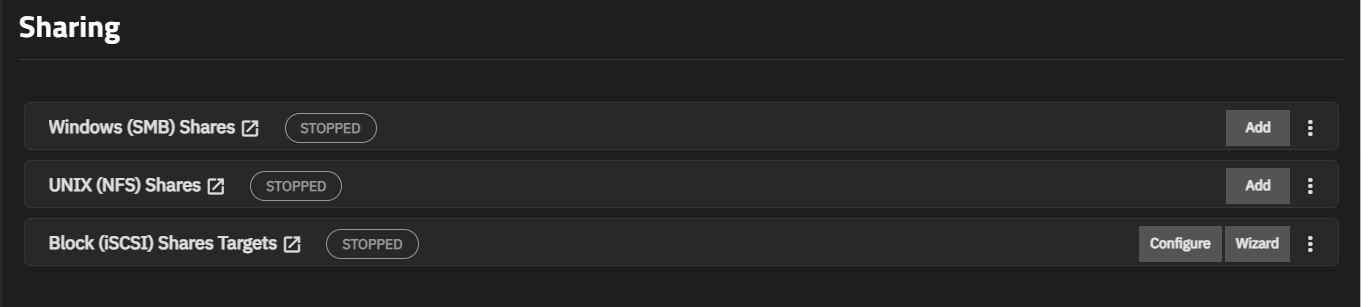 Sharing
Windows (SMB) Shares STOPPED Add
UNIX (NFS) Shares STOPPED Add
Block (iSCSI) Shares Targets STOPPED Configure Wizard